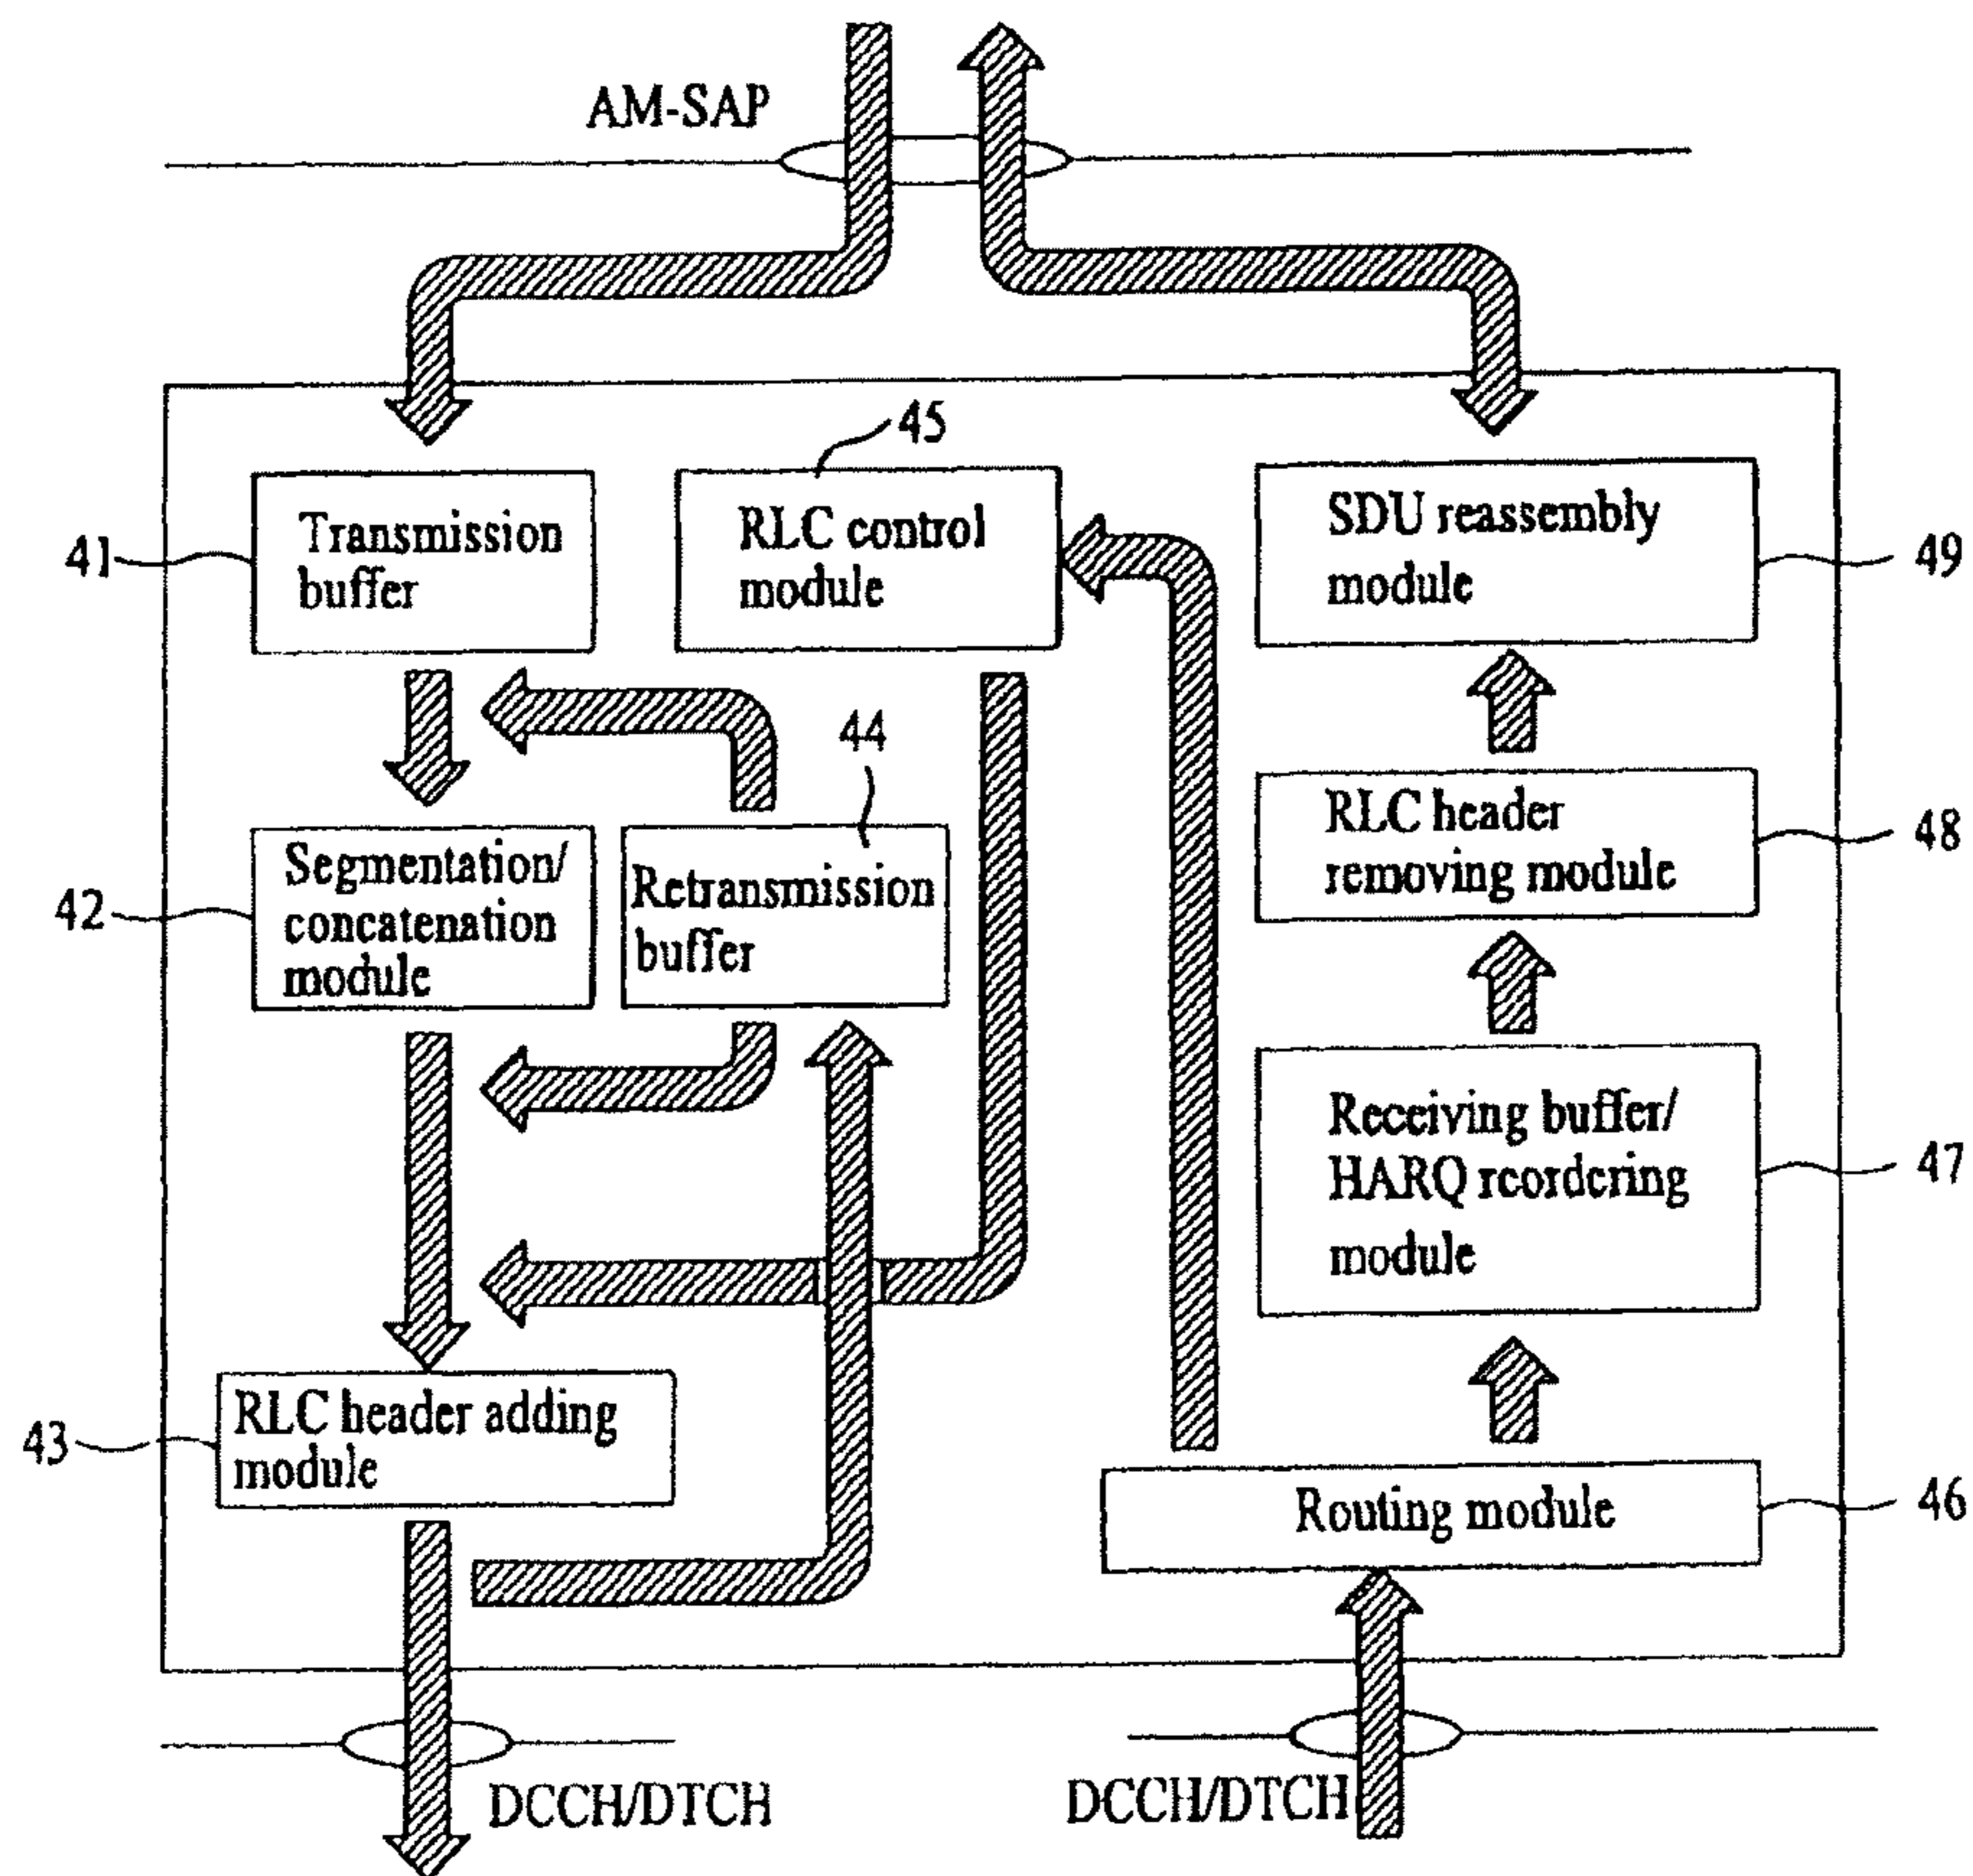 AM-SAP
45
Transmission
buffer
41
RLC control
module
SDU reassembly
module
49
44
Segmentation/
concatenation
module
42
Retransmission
buffer
RLC header
removing module
48
Receiving buffer/
HARQ reordering
module
47
RLC header adding
module
43
Routing module
46
DCCH/DTCH
DCCH/DTCH